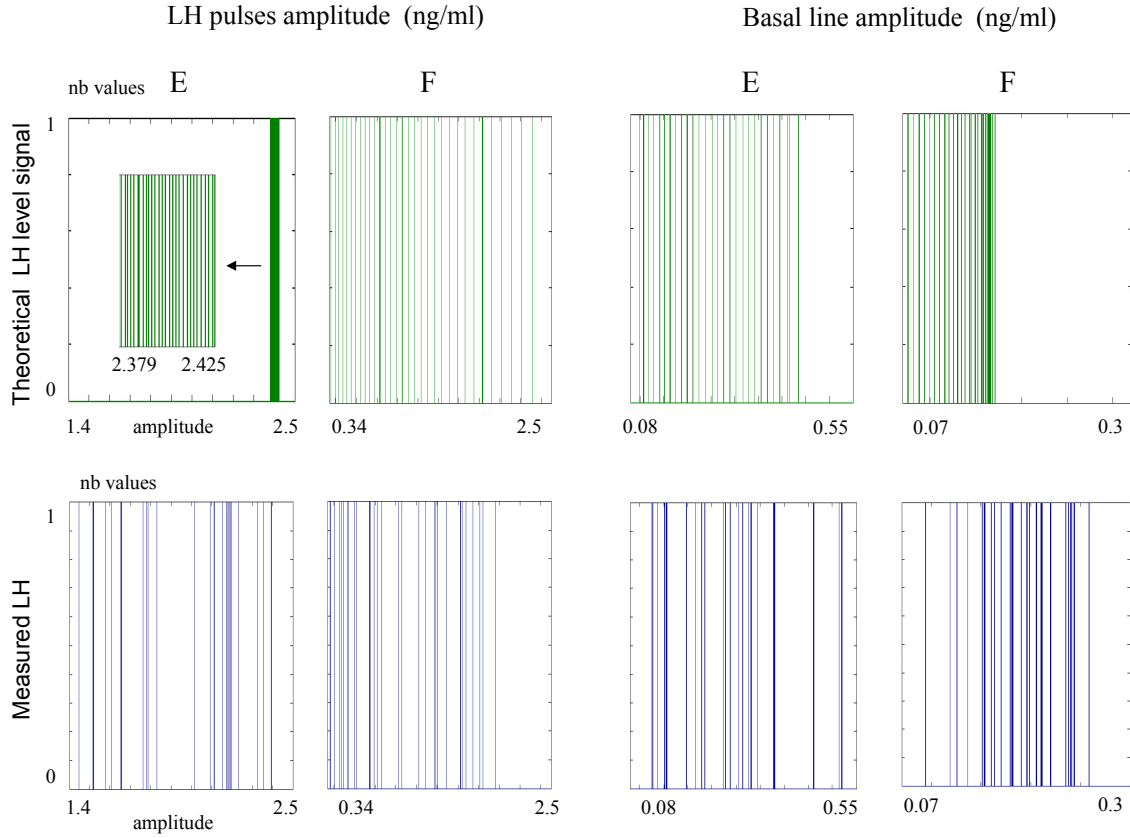 LH pulses amplitude (ng/ml)
Basal line amplitude (ng/ml)
nb values
E
F
E
F
Theoretical LH level signal
1
0
2.379
2.425
1.4
amplitude
2.5
0.34
2.5
0.08
0.55
0.07
0.3
nb values
Measured LH
1
0
1.4
amplitude
2.5
0.34
2.5
0.08
0.55
0.07
0.3